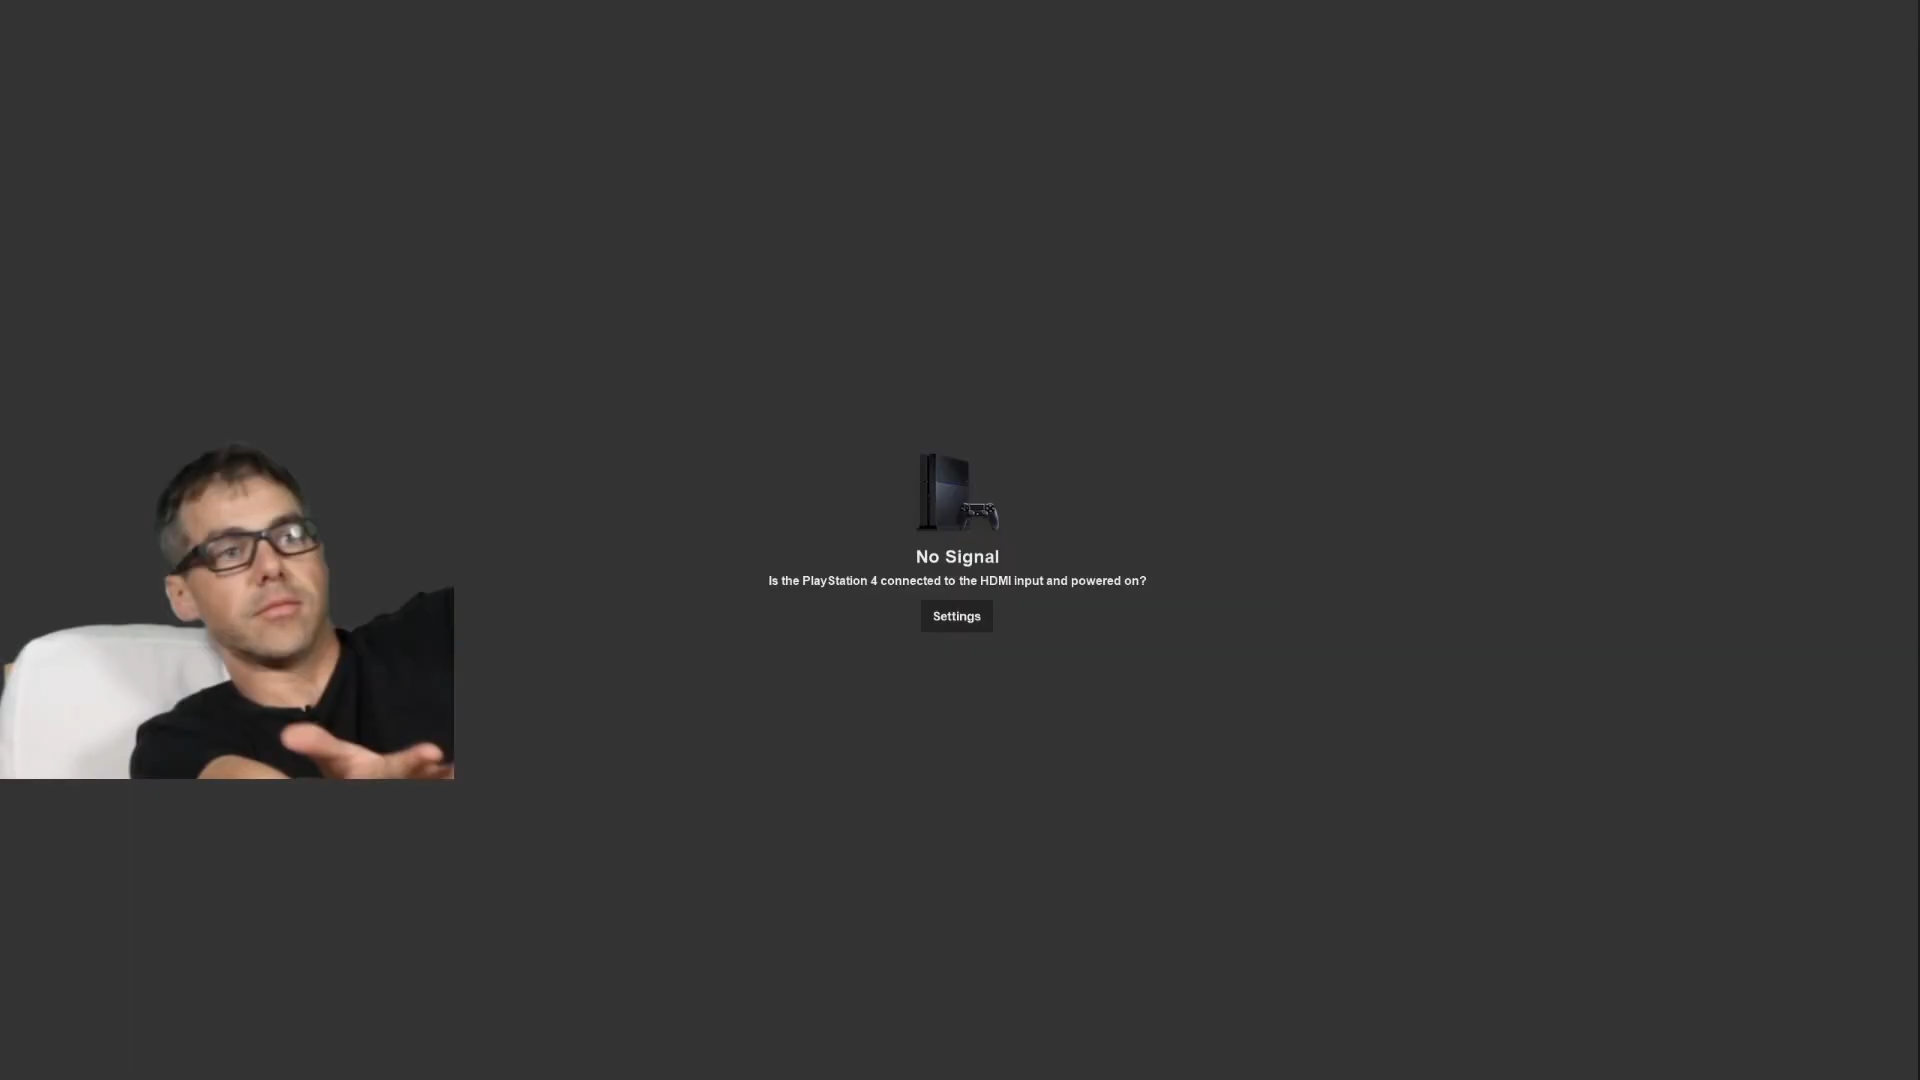 No Signal
Is the PlayStation 4 connected to the HDMI input and powered on?
Settings